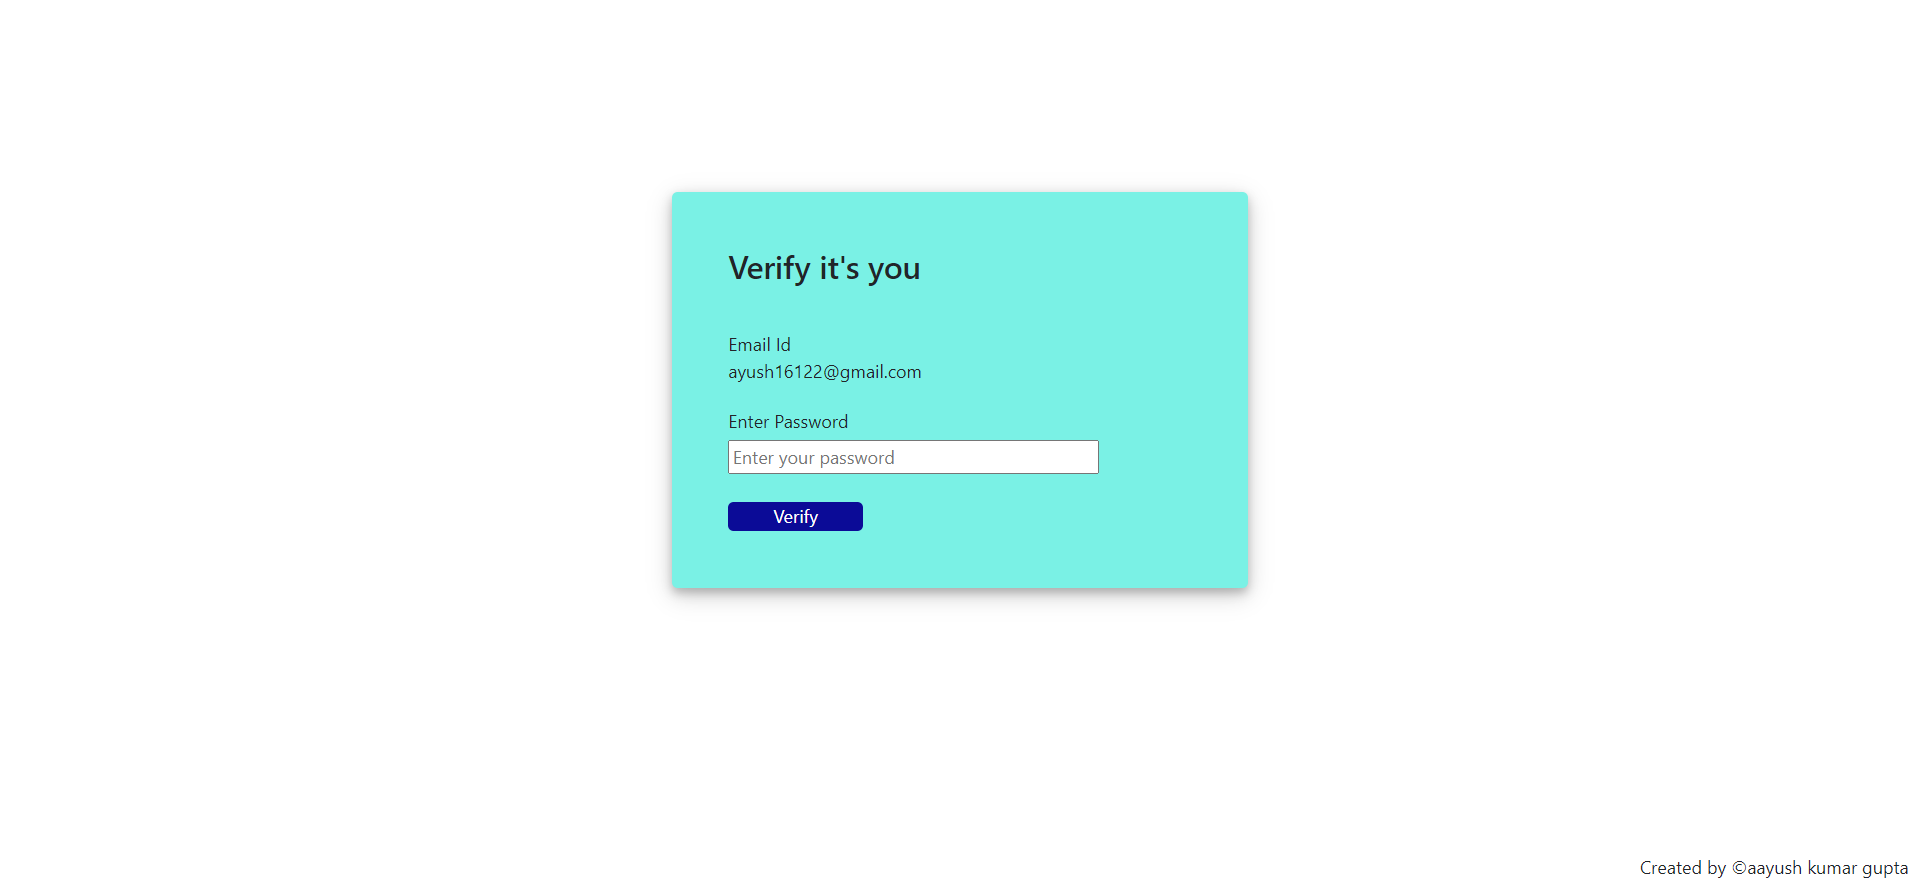 Verify it's you
Email Id
ayush16122@gmail.com
Enter Password
Enter your password
Verify
Created by ©aayush kumar gupta